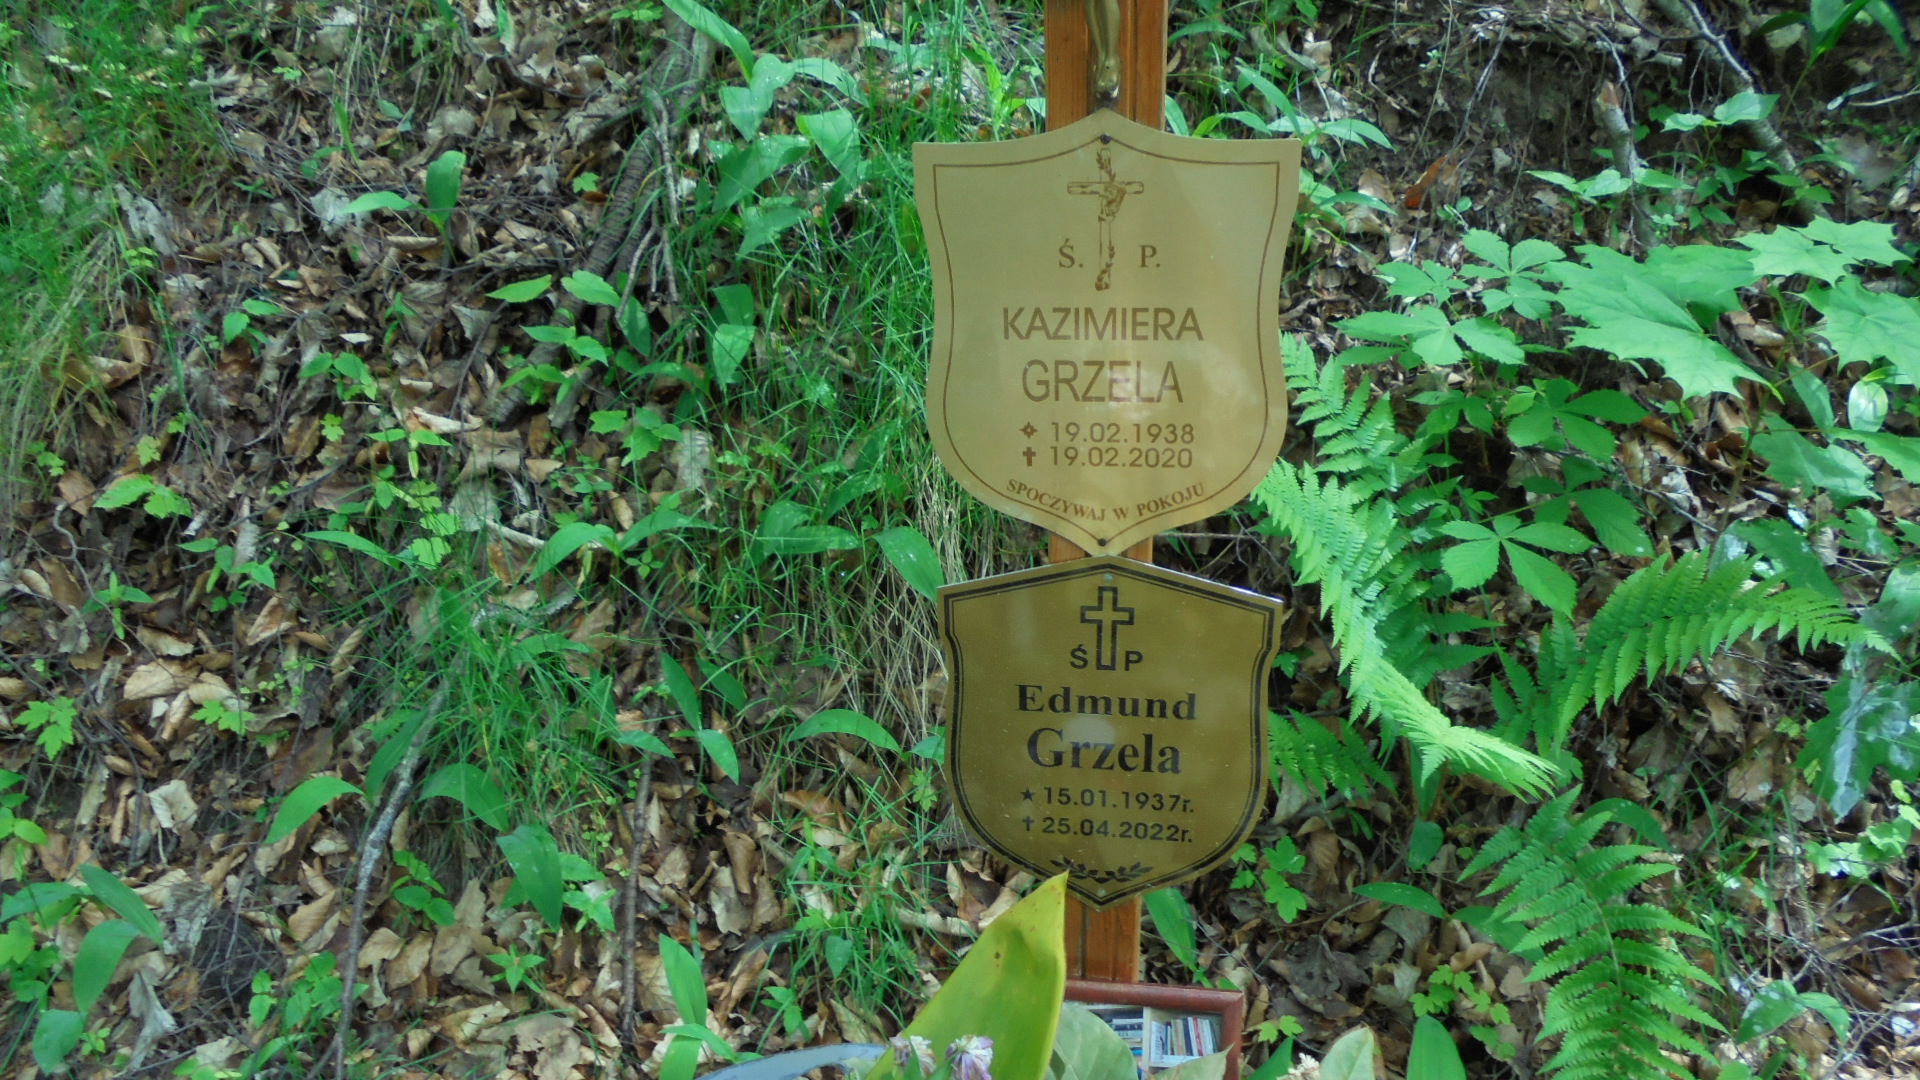 Ś. P.
KAZIMIERA
GRZELA
19.02.1938
✝ 19.02.2020
SPOCZYWAJ W POKOJU
Ś P
Edmund
Grzela
★ 15.01.1937r.
✝ 25.04.2022r.